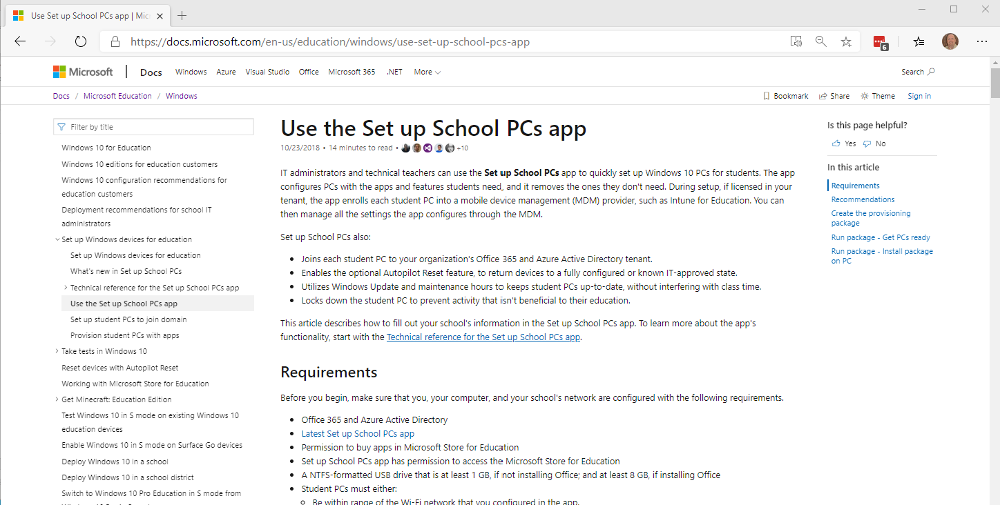 Use Set up School PCs app | Mic
https://docs.microsoft.com/en-us/education/windows/use-set-up-school-pcs-app
6
Microsoft
Docs Windows Azure Visual Studio Office Microsoft 365 .NET More
Search
Docs / Microsoft Education / Windows
Bookmark Share Theme Sign in
Filter by title
Windows 10 for Education
Windows 10 editions for education customers
Windows 10 configuration recommendations for
education customers
Deployment recommendations for school IT
administrators
Set up Windows devices for education
Set up Windows devices for education
What's new in Set up School PCs
Technical reference for the Set up School PCs app
Use the Set up School PCs app
Set up student PCs to join domain
Provision student PCs with apps
Take tests in Windows 10
Reset devices with Autopilot Reset
Working with Microsoft Store for Education
Get Minecraft: Education Edition
Test Windows 10 in S mode on existing Windows 10
education devices
Enable Windows 10 in S mode on Surface Go devices
Deploy Windows 10 in a school
Deploy Windows 10 in a school district
Switch to Windows 10 Pro Education in S mode from
Use the Set up School PCs app
10/23/2018 • 14 minutes to read • +10
IT administrators and technical teachers can use the Set up School PCs app to quickly set up Windows 10 PCs for students. The app
configures PCs with the apps and features students need, and it removes the ones they don't need. During setup, if licensed in your
tenant, the app enrolls each student PC into a mobile device management (MDM) provider, such as Intune for Education. You can
then manage all the settings the app configures through the MDM.
Set up School PCs also:
• Joins each student PC to your organization's Office 365 and Azure Active Directory tenant.
• Enables the optional Autopilot Reset feature, to return devices to a fully configured or known IT-approved state.
• Utilizes Windows Update and maintenance hours to keeps student PCs up-to-date, without interfering with class time.
• Locks down the student PC to prevent activity that isn't beneficial to their education.
This article describes how to fill out your school's information in the Set up School PCs app. To learn more about the app's
functionality, start with the Technical reference for the Set up School PCs app.
Requirements
Before you begin, make sure that you, your computer, and your school's network are configured with the following requirements.
• Office 365 and Azure Active Directory
• Latest Set up School PCs app
• Permission to buy apps in Microsoft Store for Education
• Set up School PCs app has permission to access the Microsoft Store for Education
• A NTFS-formatted USB drive that is at least 1 GB, if not installing Office; and at least 8 GB, if installing Office
• Student PCs must either:
○ Be within range of the Wi-Fi network that you configured in the app.
Is this page helpful?
Yes No
In this article
Requirements
Recommendations
Create the provisioning
package
Run package - Get PCs ready
Run package - Install package
on PC